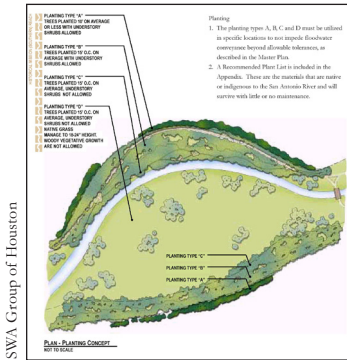 PLANTING TYPE "A"
TREES PLANTED 10' ON AVERAGE
OR LESS WITH UNDERSTORY
SHRUBS ALLOWED
PLANTING TYPE "B"
TREES PLANTED 15' O.C. ON
AVERAGE WITH UNDERSTORY
SHRUBS ALLOWED
PLANTING TYPE "C"
TREES PLANTED 15' O.C. ON
AVERAGE, UNDERSTORY
SHRUBS NOT ALLOWED
PLANTING TYPE "D"
TREES PLANTED 15' O.C. ON
AVERAGE, UNDERSTORY
SHRUBS NOT ALLOWED
NATIVE GRASS
MANAGE TO 18-24" HEIGHT.
WOODY VEGETATIVE GROWTH
ARE NOT ALLOWED
Planting
1. The planting types A, B, C and D must be utilized
in specific locations to not impede floodwater
conveyance beyond allowable tolerances, as
described in the Master Plan.
2. A Recommended Plant List is included in the
Appendix. These are the materials that are native
or indigenous to the San Antonio River and will
survive with little or no maintenance.
PLANTING TYPE "C"
PLANTING TYPE "B"
PLANTING TYPE "A"
PLAN - PLANTING CONCEPT
NOT TO SCALE
SWA Group of Houston